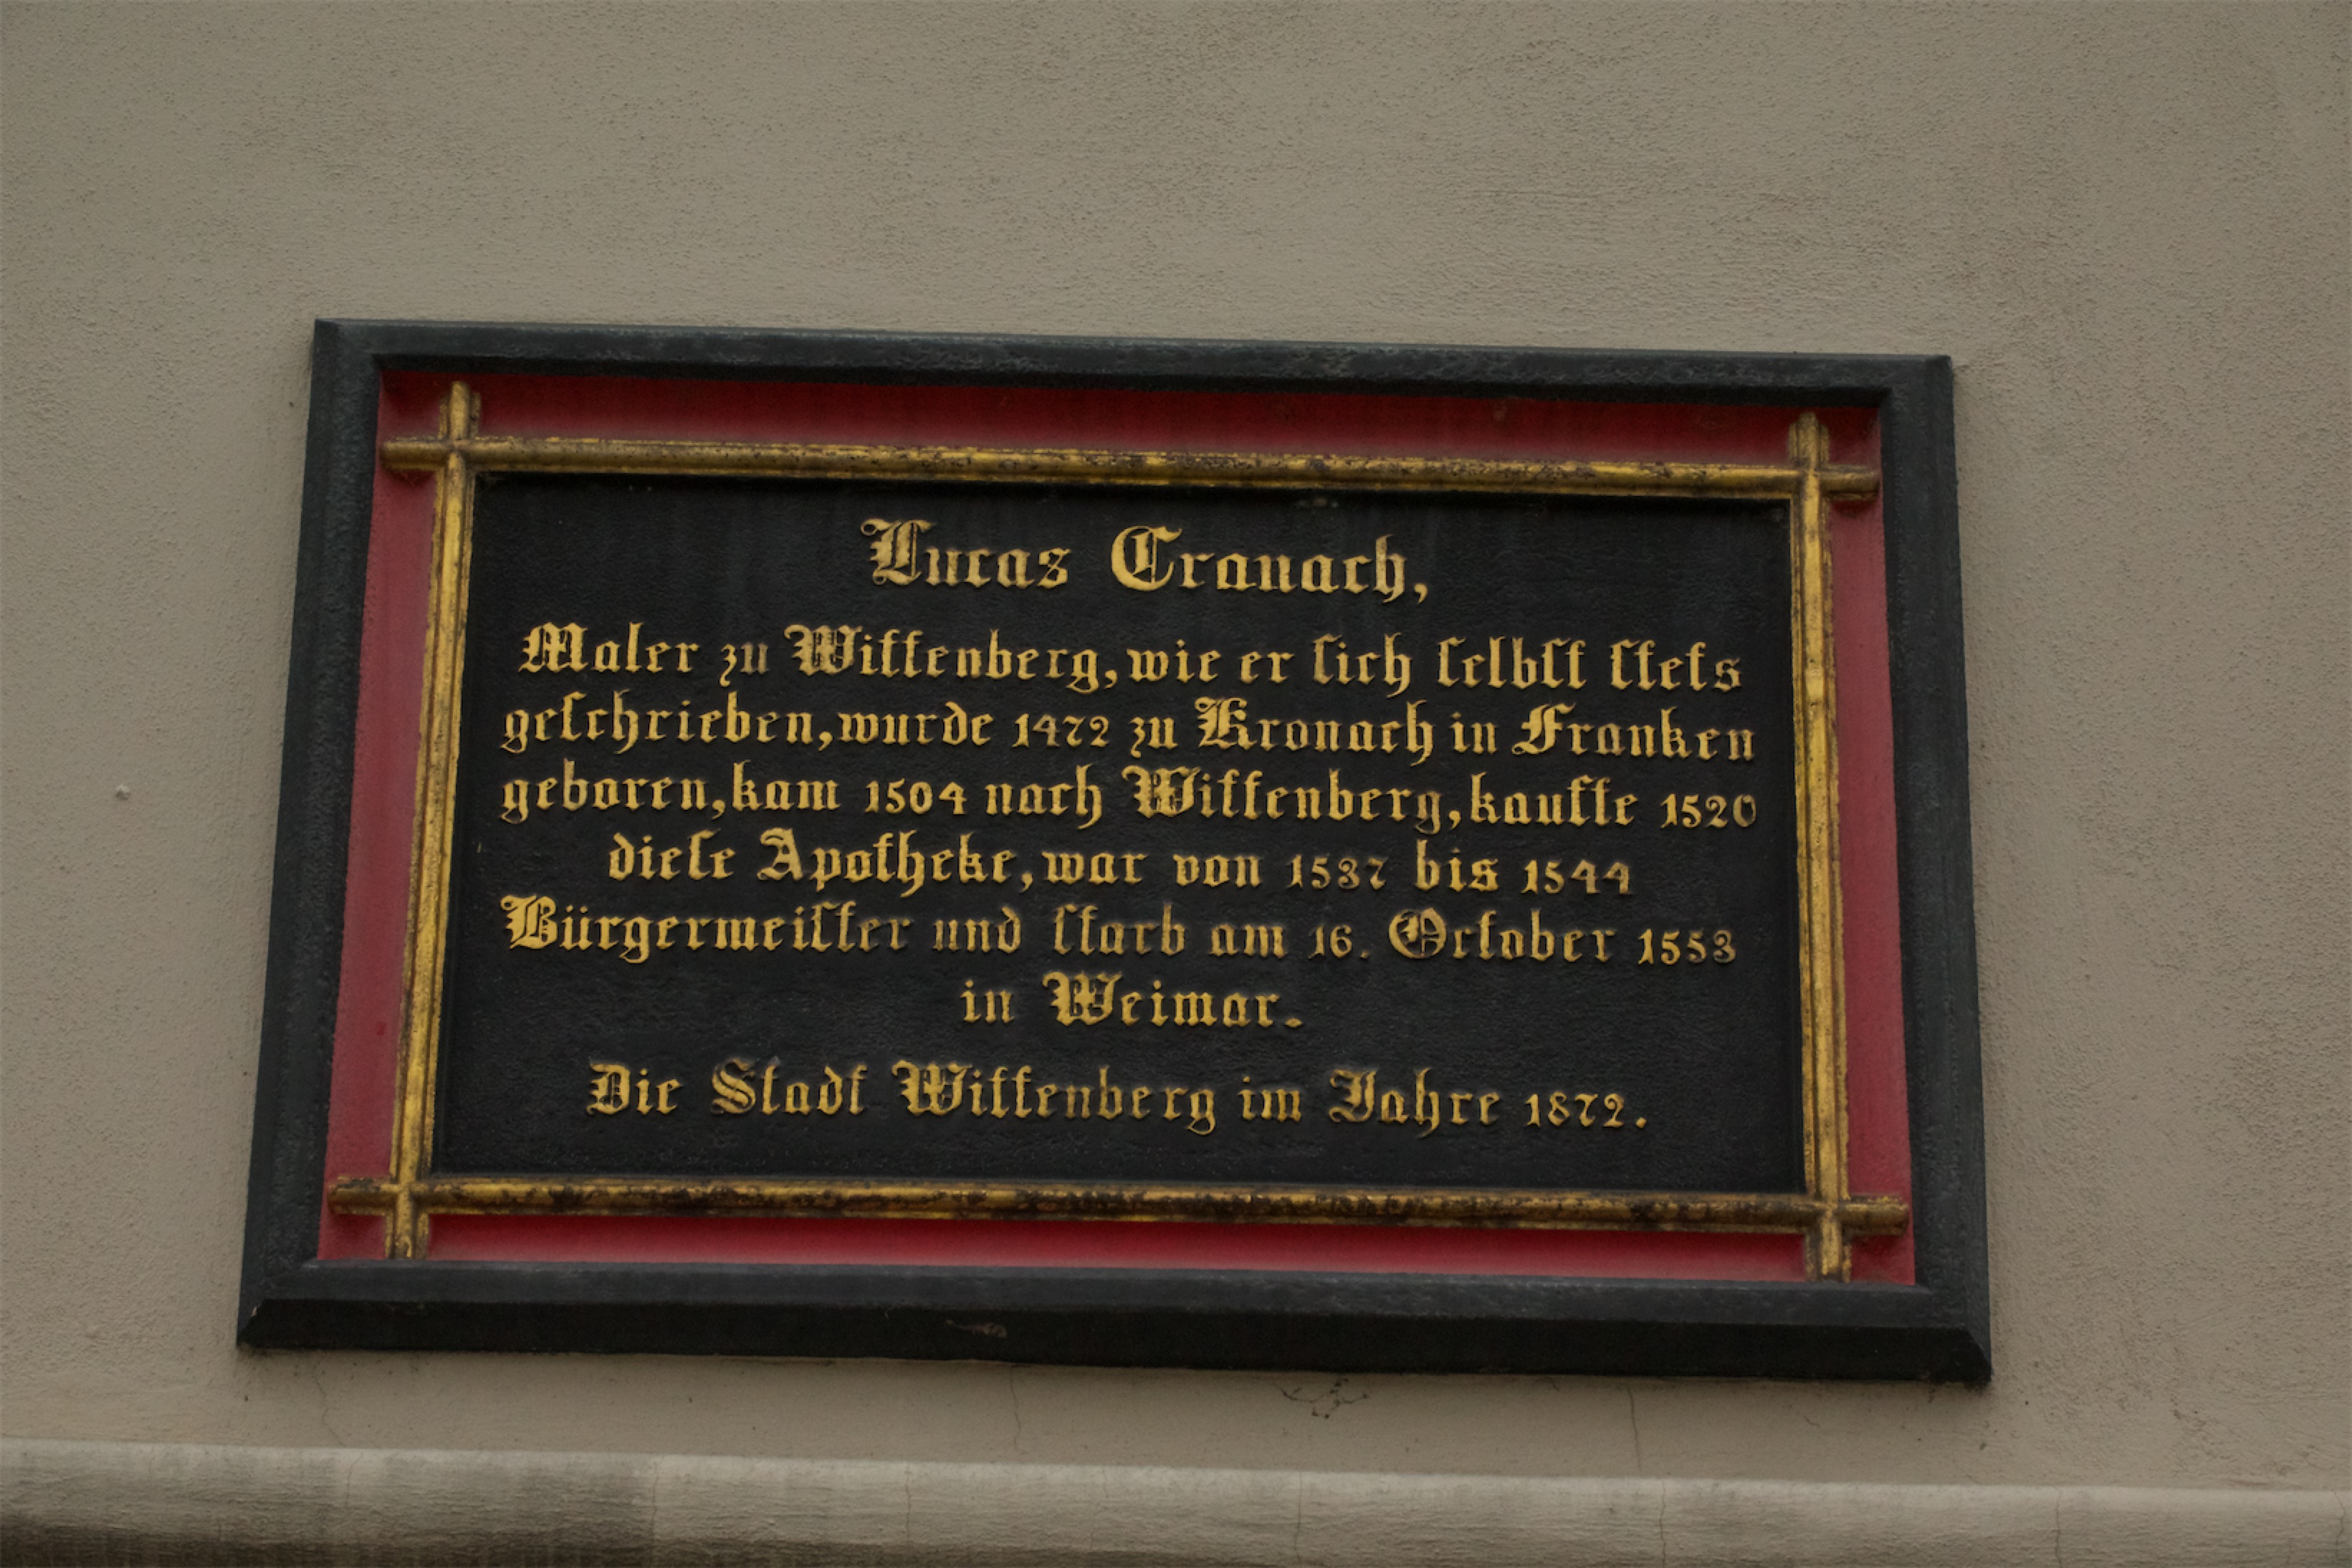 Lucas Cranach,
Maler zu Wittenberg, wie er ſich ſelbſt ſtets
geſchrieben, wurde 1472 zu Kronach in Franken
geboren, kam 1504 nach Wittenberg, kaufte 1520
dieſe Apotheke, war von 1537 bis 1544
Bürgermeiſter und ſtarb am 16. October 1553
in Weimar.
Die Stadt Wittenberg im Jahre 1872.